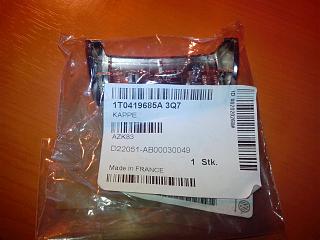 1T0419685A 3Q7
KAPPE
AZK83
D22051-AB00030049
1 Stk.
Made in FRANCE